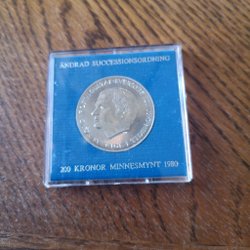 ÄNDRAD SUCCESSIONSORDNING
200 KRONOR MINNESMYNT 1980